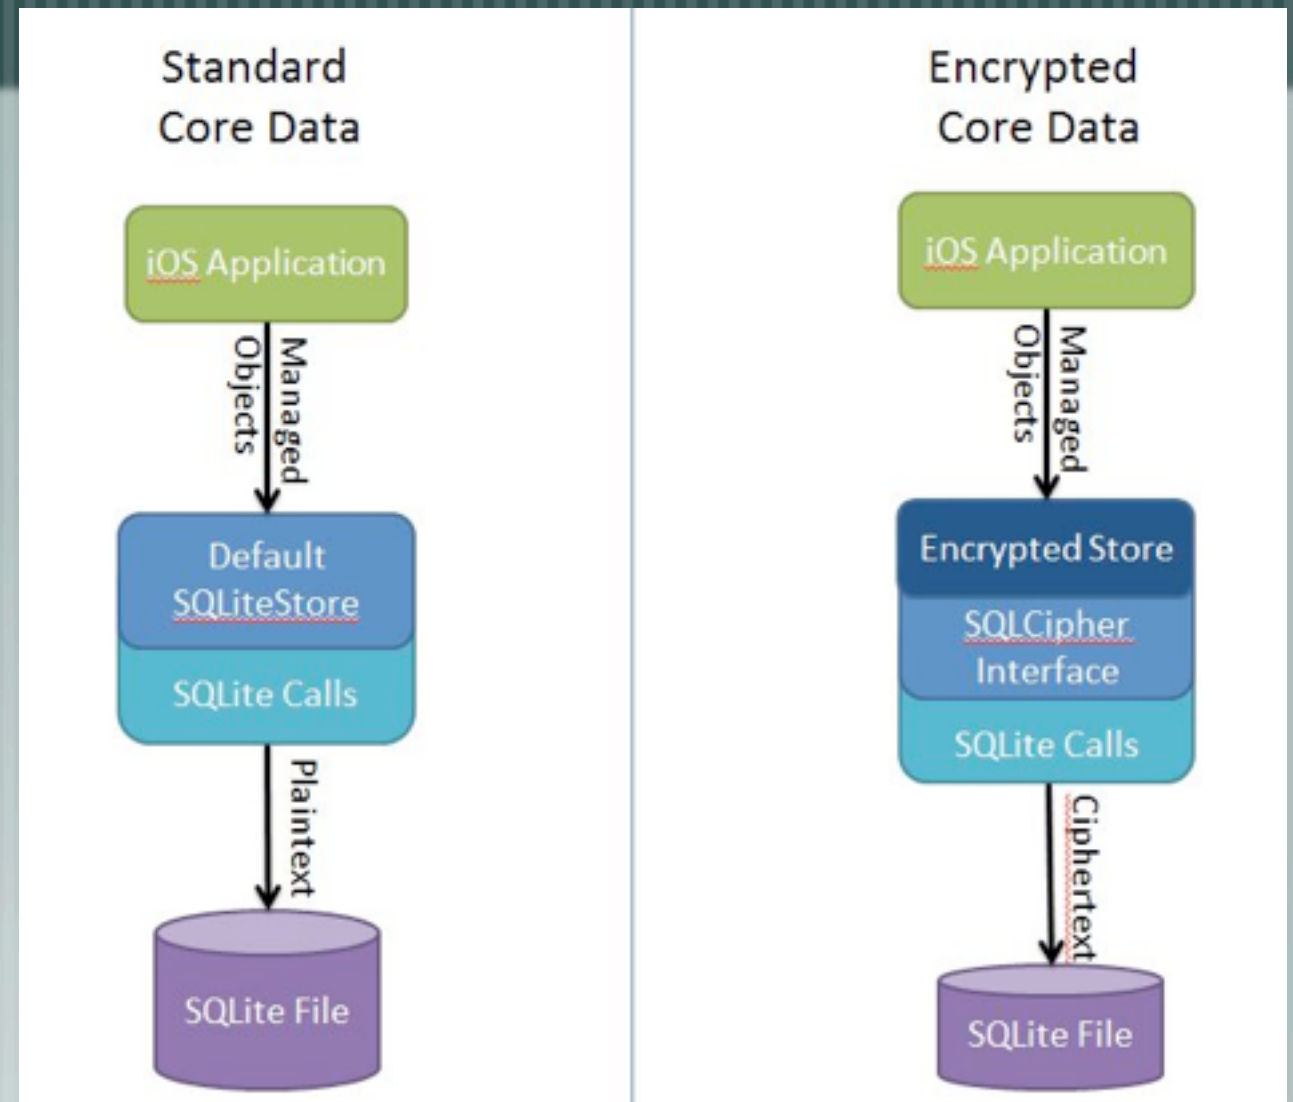 Standard
Core Data
iOS Application
Managed
Objects
Default
SQLiteStore
SQLite Calls
Plaintext
SQLite File
Encrypted
Core Data
iOS Application
Managed
Objects
Encrypted Store
SQLCipher
Interface
SQLite Calls
Ciphertext
SQLite File